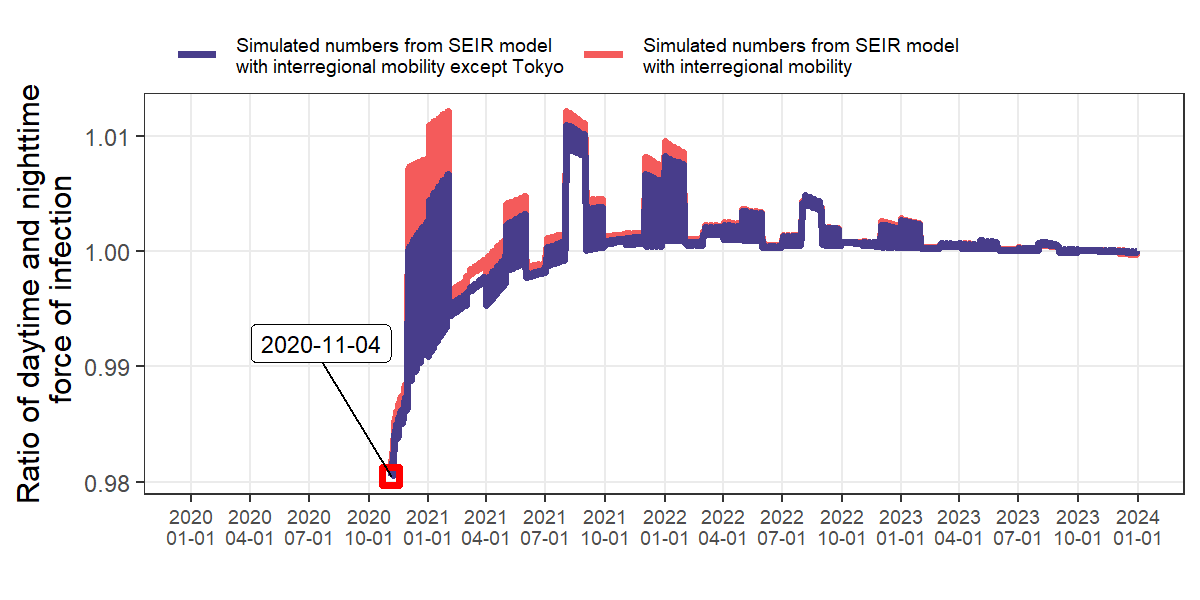 Simulated numbers from SEIR model
with interregional mobility except Tokyo
Simulated numbers from SEIR model
with interregional mobility
Ratio of daytime and nighttime
force of infection
1.01
1.00
0.99
0.98
2020-11-04
2020 2020 2020 2020 2021 2021 2021 2021 2022 2022 2022 2022 2023 2023 2023 2023 2024
01-01 04-01 07-01 10-01 01-01 04-01 07-01 10-01 01-01 04-01 07-01 10-01 01-01 04-01 07-01 10-01 01-01